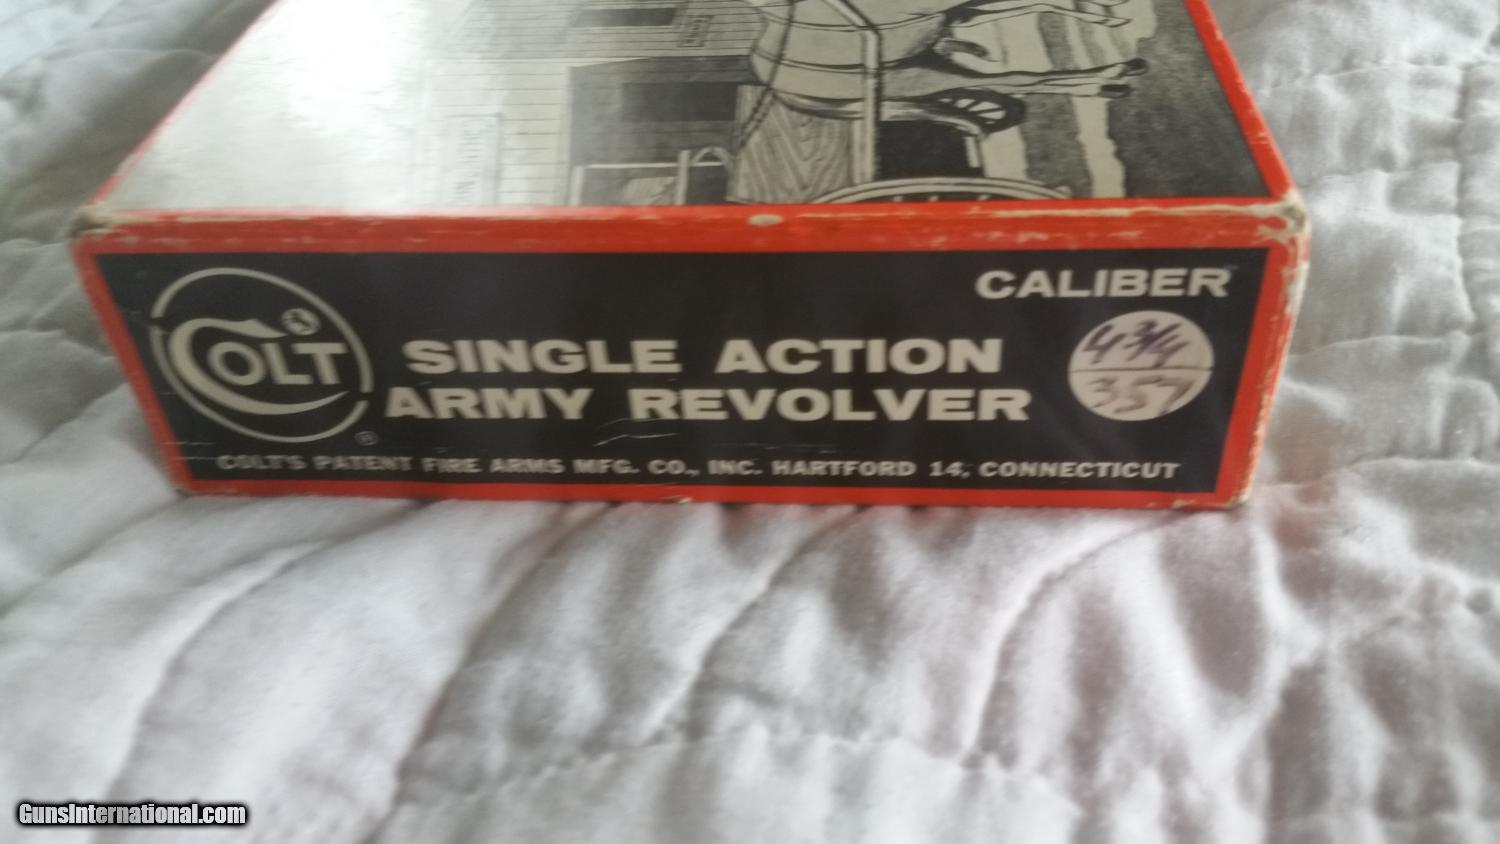 CALIBER
COLT
SINGLE ACTION
ARMY REVOLVER
4 3/4
357
®
COLT'S PATENT FIRE ARMS MFG. CO., INC. HARTFORD 14, CONNECTICUT
GunsInternational.com